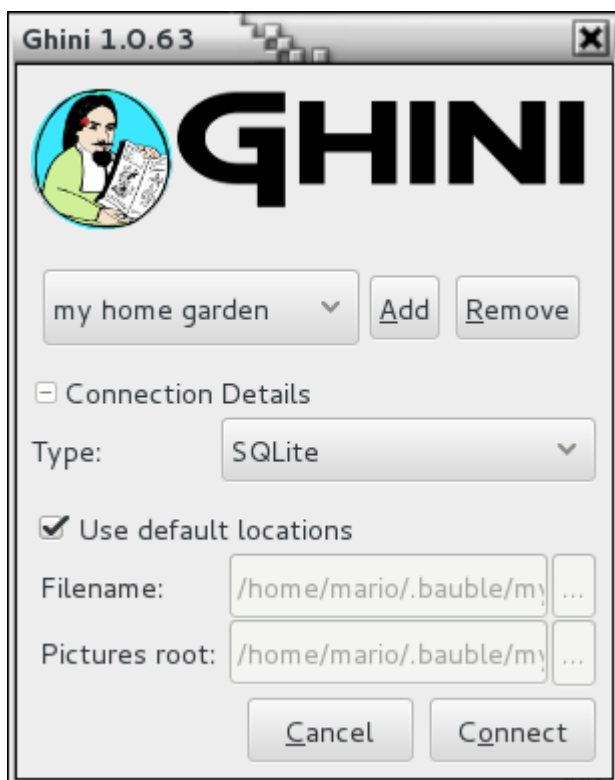 Ghini 1.0.63
GHINI
my home garden Add Remove
Connection Details
Type: SQLite
Use default locations
Filename: /home/mario/.bauble/my ...
Pictures root: /home/mario/.bauble/my ...
Cancel Connect